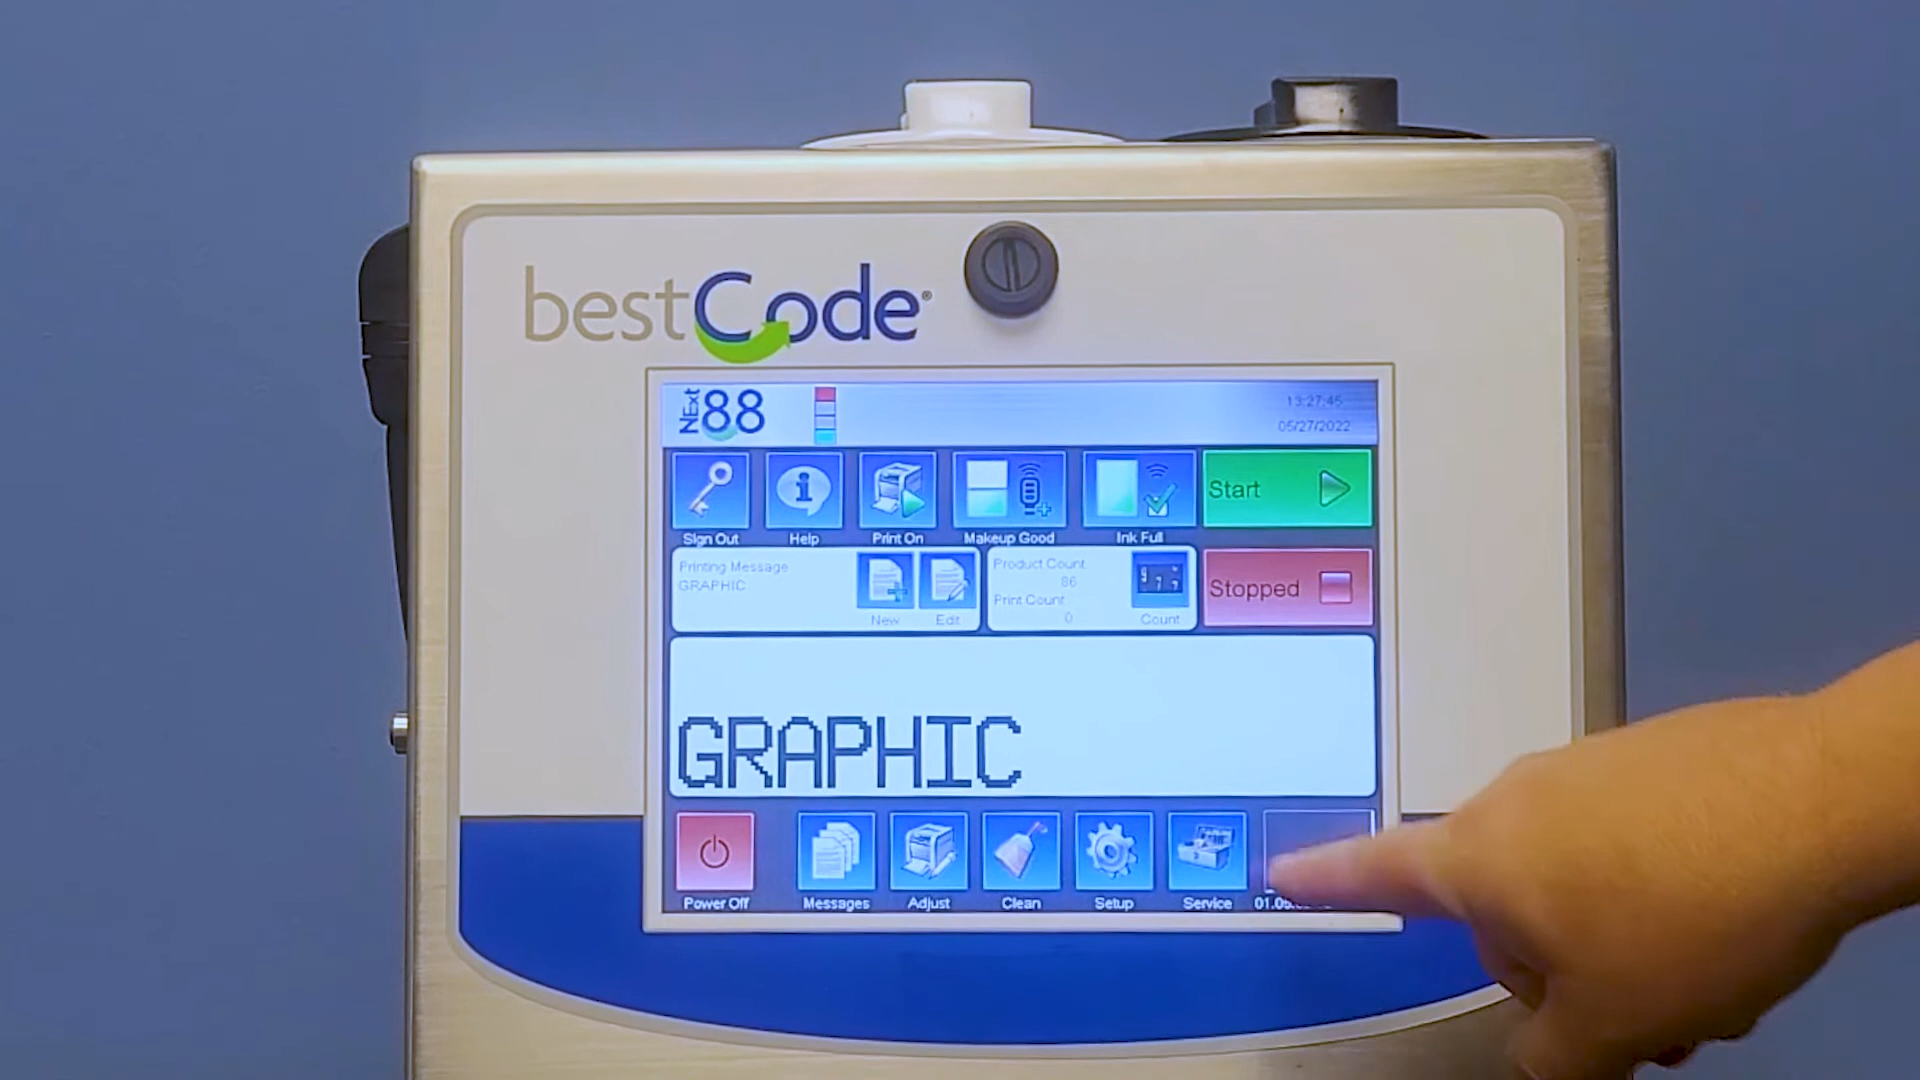 bestCode®
NExt 88
13:27:45
05/27/2022
Sign Out
Help
Print On
Makeup Good
Ink Full
Start
Printing Message
GRAPHIC
New
Edit
Product Count
86
Print Count
0
Count
Stopped
GRAPHIC
Power Off
Messages
Adjust
Clean
Setup
Service